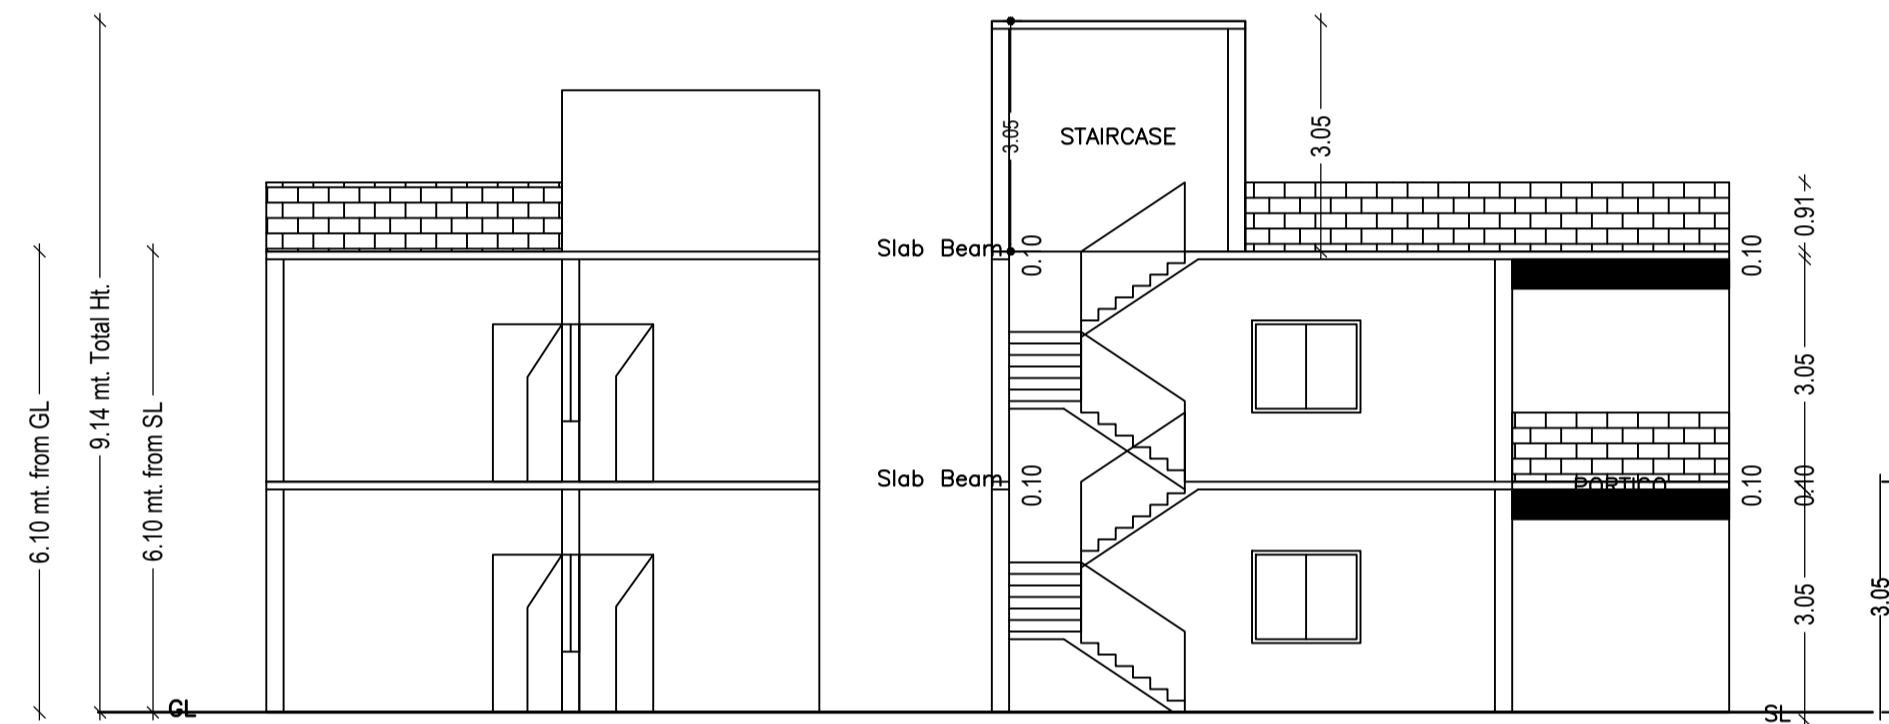 6.10 mt. from GL
9.14 mt. Total Ht.
6.10 mt. from SL
GL
3.05
STAIRCASE
3.05
Slab Beam
0.10
0.10
0.91
3.05
Slab Beam
0.10
PORTICO
0.10
0.10
3.05
3.05
SL